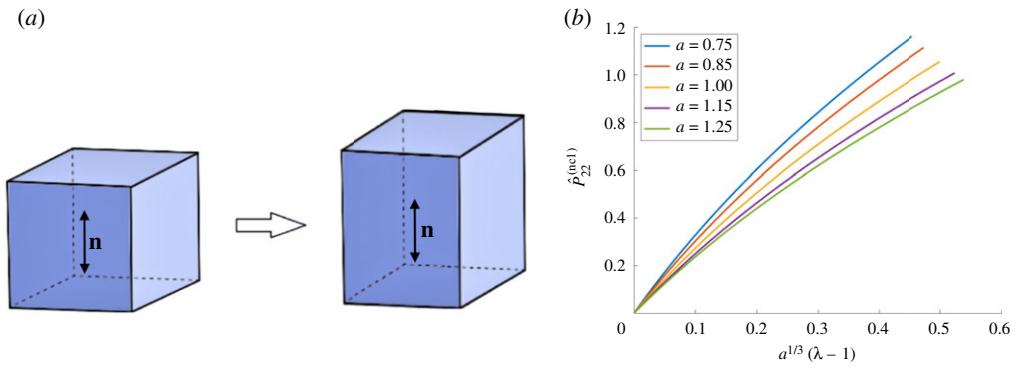 (a)
n
n
(b)
1.2
1.0
0.8
0.6
0.4
0.2
0
0.1
0.2
0.3
0.4
0.5
0.6
a = 0.75
a = 0.85
a = 1.00
a = 1.15
a = 1.25
P̂₂₂⁽ⁿᶜ¹⁾
a^{1/3} (λ – 1)